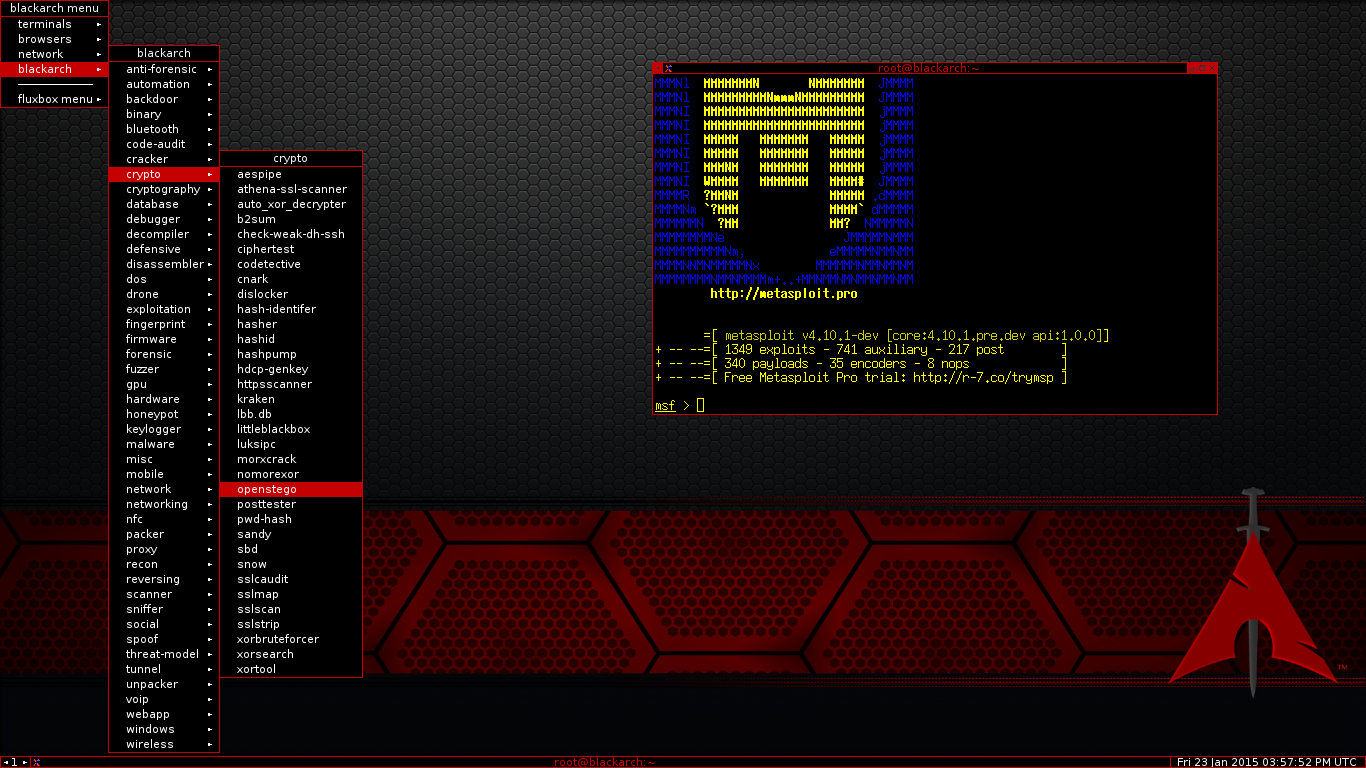 blackarch menu
terminals
browsers
network
blackarch
fluxbox menu
blackarch
anti-forensic
automation
backdoor
binary
bluetooth
code-audit
cracker
crypto
cryptography
database
debugger
decompiler
defensive
disassembler
dos
drone
exploitation
fingerprint
firmware
forensic
fuzzer
gpu
hardware
honeypot
keylogger
malware
misc
mobile
network
networking
nfc
packer
proxy
recon
reversing
scanner
sniffer
social
spoof
threat-model
tunnel
unpacker
voip
webapp
windows
wireless
crypto
aespipe
athena-ssl-scanner
auto_xor_decrypter
b2sum
check-weak-dh-ssh
ciphertest
codetective
cnark
dislocker
hash-identifer
hasher
hashid
hashpump
hdcp-genkey
httpsscanner
kraken
lbb.db
littleblackbox
luksipc
morxcrack
nomorexor
openstego
posttester
pwd-hash
sandy
sbd
snow
sslcaudit
sslmap
sslscan
sslstrip
xorbruteforcer
xorsearch
xortool
root@blackarch:~
http://metasploit.pro
=[ metasploit v4.10.1-dev [core:4.10.1.pre.dev api:1.0.0]]
+ -- --=[ 1349 exploits - 741 auxiliary - 217 post ]
+ -- --=[ 340 payloads - 35 encoders - 8 nops ]
+ -- --=[ Free Metasploit Pro trial: http://r-7.co/trymsp ]
msf >
TM
1
root@blackarch:~
Fri 23 Jan 2015 03:57:52 PM UTC